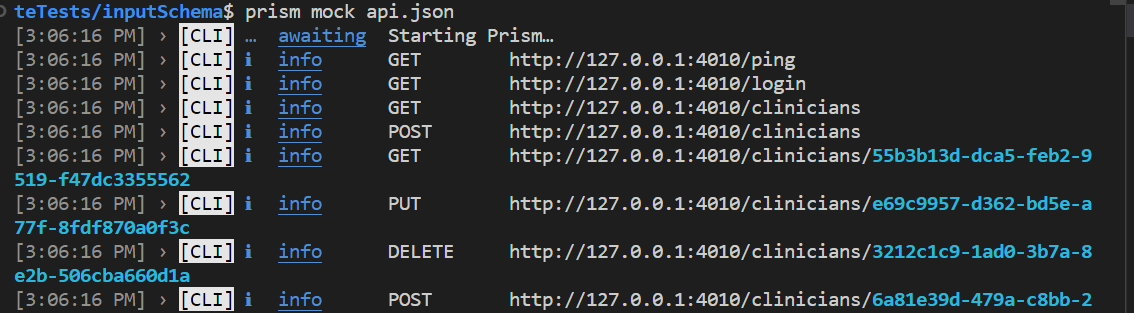 teTests/inputSchema$ prism mock api.json
[3:06:16 PM] › [CLI] … awaiting Starting Prism…
[3:06:16 PM] › [CLI] ℹ info GET http://127.0.0.1:4010/ping
[3:06:16 PM] › [CLI] ℹ info GET http://127.0.0.1:4010/login
[3:06:16 PM] › [CLI] ℹ info GET http://127.0.0.1:4010/clinicians
[3:06:16 PM] › [CLI] ℹ info POST http://127.0.0.1:4010/clinicians
[3:06:16 PM] › [CLI] ℹ info GET http://127.0.0.1:4010/clinicians/55b3b13d-dca5-feb2-9
519-f47dc3355562
[3:06:16 PM] › [CLI] ℹ info PUT http://127.0.0.1:4010/clinicians/e69c9957-d362-bd5e-a
77f-8fdf870a0f3c
[3:06:16 PM] › [CLI] ℹ info DELETE http://127.0.0.1:4010/clinicians/3212c1c9-1ad0-3b7a-8
e2b-506cba660d1a
[3:06:16 PM] › [CLI] ℹ info POST http://127.0.0.1:4010/clinicians/6a81e39d-479a-c8bb-2